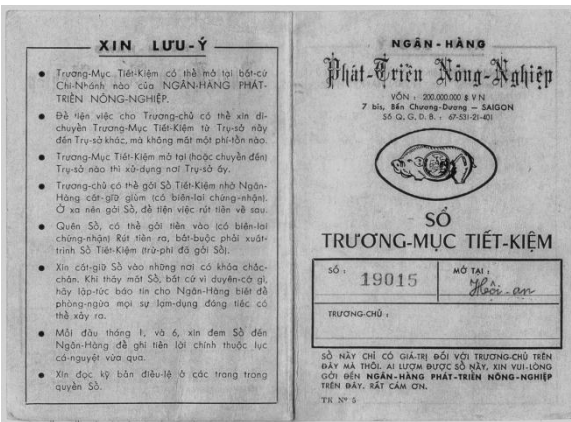 XIN LƯU-Ý
• Trương-Mục Tiết-Kiệm có thể mở tại bất-cứ
Chi-Nhánh nào của NGÂN-HÀNG PHÁT-
TRIỂN NÔNG-NGHIỆP.
• Để tiện việc cho Trương-chủ có thể xin di-
chuyển Trương-Mục Tiết-Kiệm từ Trụ-sở nầy
đến Trụ-sở khác, mà không mất một phí-tổn nào.
• Trương-Mục Tiết-Kiệm mở tại (hoặc chuyển đến)
Trụ-sở nào thì xử-dụng nơi Trụ-sở ấy.
• Trương-chủ có thể gởi Sổ Tiết-Kiệm nhờ Ngân-
Hàng cất-giữ giùm (có biên-lai chứng-nhận).
Ở xa nên gởi Sổ, để tiện việc rút tiền về sau.
• Quên Sổ, có thể gởi tiền vào (có biên-lai
chứng-nhận) Rút tiền ra, bắt-buộc phải xuất-
trình Sổ Tiết-Kiệm (trừ-phi đã gởi Sổ).
• Xin cất-giữ Sổ vào những nơi có khóa chắc-
chắn. Khi thấy mất Sổ, bất cứ vì duyên-cớ gì,
hãy lập-tức báo tin cho Ngân-Hàng biết để
phòng-ngừa mọi sự lạm-dụng đáng tiếc có
thể xảy ra.
• Mỗi đầu tháng 1, và 6, xin đem Sổ đến
Ngân-Hàng để ghi tiền lời chính thuộc lục
cá-nguyệt vừa qua.
• Xin đọc kỹ bản điều-lệ ở các trang trong
quyển Sổ.
NGÂN-HÀNG
Phát-Triển Nông-Nghiệp
VỐN : 200.000.000 $ VN
7 bis, Bến Chương-Dương — SAIGON
Số Q. G. D. B. : 67-531-21-401
SỔ
TRƯƠNG-MỤC TIẾT-KIỆM
SỐ : 19015
MỞ TẠI : Hội-an
TRƯƠNG-CHỦ :
SỔ NẦY CHỈ CÓ GIÁ-TRỊ ĐỐI VỚI TRƯƠNG-CHỦ TRÊN
ĐÂY MÀ THÔI. AI LƯỢM ĐƯỢC SỔ NẦY, XIN VUI-LÒNG
GỞI ĐẾN NGÂN-HÀNG PHÁT-TRIỂN NÔNG-NGHIỆP
TRÊN ĐÂY. RẤT CÁM ƠN.
TK Nº 5